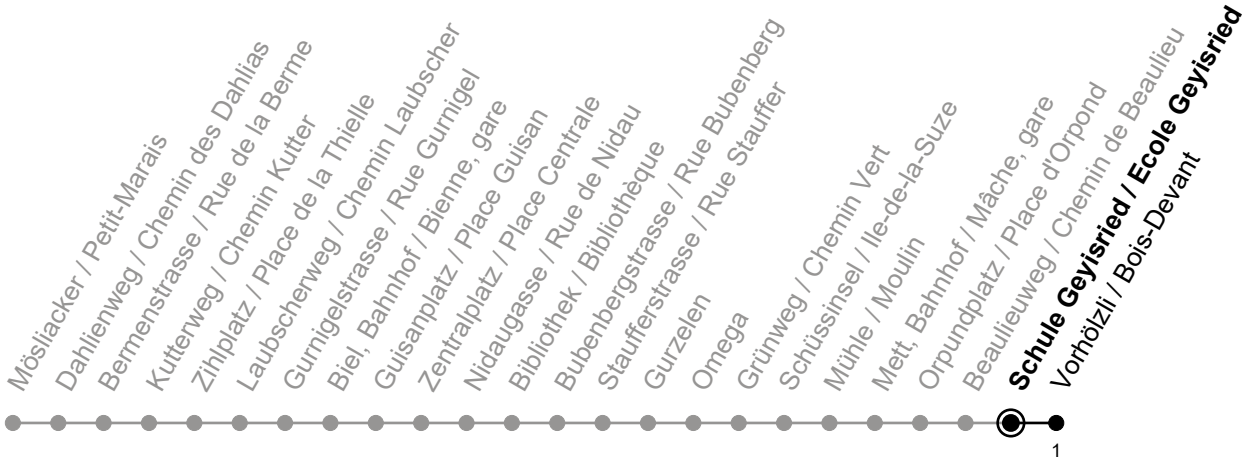 Mösliacker / Petit-Marais
Dahlienweg / Chemin des Dahlias
Bermenstrasse / Rue de la Berme
Kutterweg / Chemin Kutter
Zihlplatz / Place de la Thielle
Laubscherweg / Chemin Laubscher
Gurnigelstrasse / Rue Gurnigel
Biel, Bahnhof / Bienne, gare
Guisanplatz / Place Guisan
Zentralplatz / Place Centrale
Nidaugasse / Rue de Nidau
Bibliothek / Bibliothèque
Bubenbergstrasse / Rue Bubenberg
Staufferstrasse / Rue Stauffer
Gurzelen
Omega
Grünweg / Chemin Vert
Schüssinsel / Ile-de-la-Suze
Mühle / Moulin
Mett, Bahnhof / Mâche, gare
Orpundplatz / Place d'Orpond
Beaulieuweg / Chemin de Beaulieu
Schule Geyisried / Ecole Geyisried
Vorhölzli / Bois-Devant
1